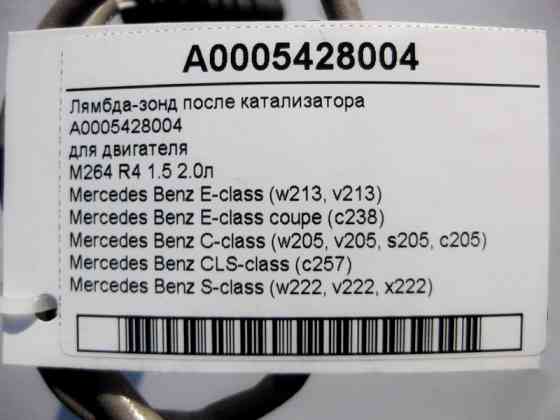 A0005428004
Лямбда-зонд после катализатора
A0005428004
для двигателя
M264 R4 1.5 2.0л
Mercedes Benz E-class (w213, v213)
Mercedes Benz E-class coupe (c238)
Mercedes Benz C-class (w205, v205, s205, c205)
Mercedes Benz CLS-class (c257)
Mercedes Benz S-class (w222, v222, x222)